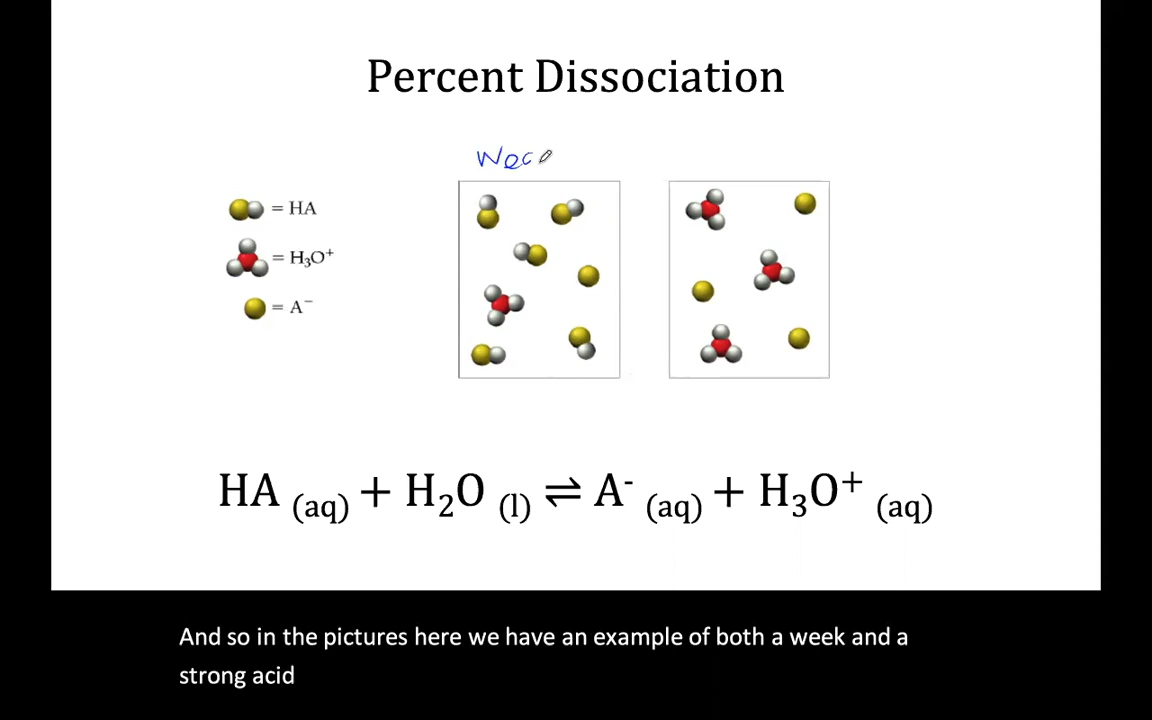 Percent Dissociation
Wea
= HA
= H₃O⁺
= A⁻
HA (aq) + H₂O (l) ⇌ A⁻ (aq) + H₃O⁺ (aq)
And so in the pictures here we have an example of both a week and a
strong acid